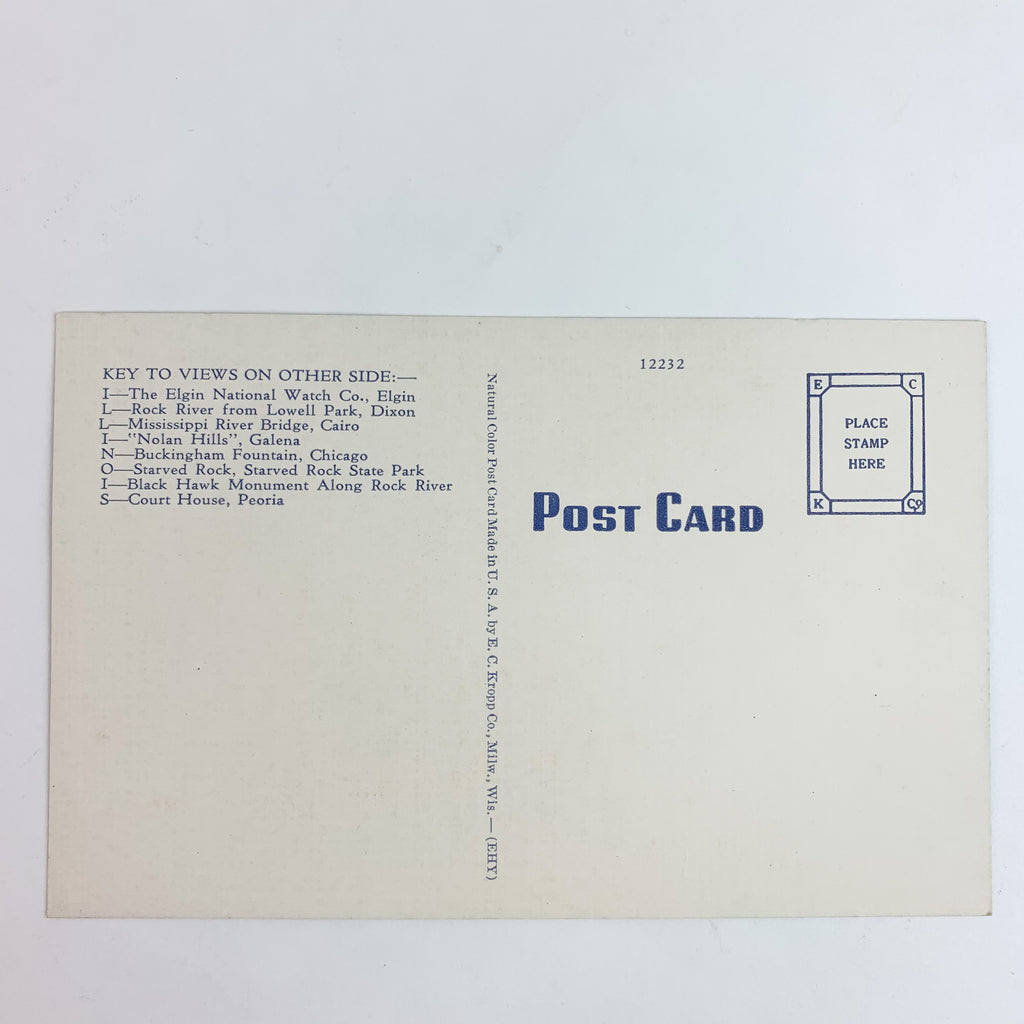 KEY TO VIEWS ON OTHER SIDE:—
I—The Elgin National Watch Co., Elgin
L—Rock River from Lowell Park, Dixon
L—Mississippi River Bridge, Cairo
I—"Nolan Hills", Galena
N—Buckingham Fountain, Chicago
O—Starved Rock, Starved Rock State Park
I—Black Hawk Monument Along Rock River
S—Court House, Peoria
Natural Color Post Card Made in U. S. A. by E. C. Kropp Co., Milw., Wis.— (EHY)
12232
POST CARD
E C
PLACE
STAMP
HERE
K Co